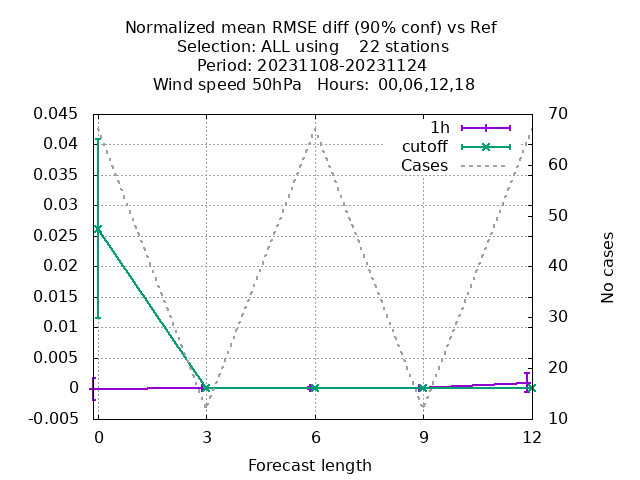 Normalized mean RMSE diff (90% conf) vs Ref
Selection: ALL using 22 stations
Period: 20231108-20231124
Wind speed 50hPa Hours: 00,06,12,18
0.045
0.04
0.035
0.03
0.025
0.02
0.015
0.01
0.005
0
-0.005
70
60
50
40
30
20
10
1h
cutoff
Cases
No cases
0 3 6 9 12
Forecast length